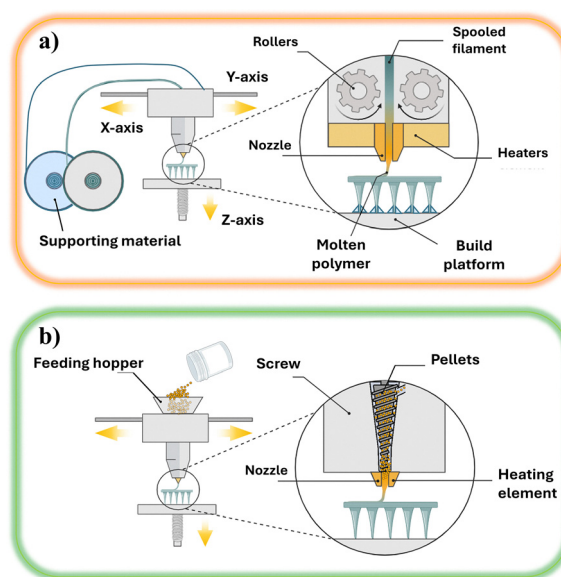 a)
Rollers
Spooled
filament
Y-axis
X-axis
Nozzle
Heaters
Z-axis
Supporting material
Molten
polymer
Build
platform
b)
Feeding hopper
Screw
Pellets
Nozzle
Heating
element